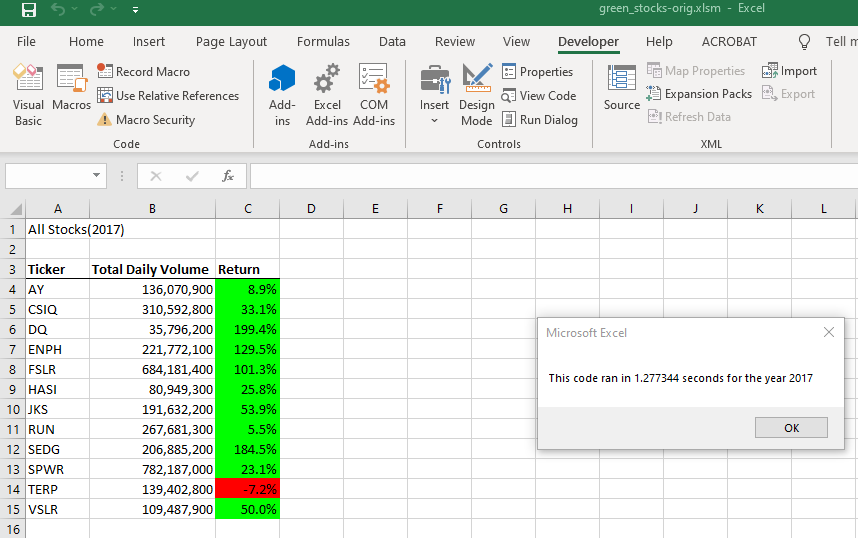 green_stocks-orig.xlsm - Excel
File Home Insert Page Layout Formulas Data Review View Developer Help ACROBAT Tell m
Visual Basic
Macros
Record Macro
Use Relative References
Macro Security
Code
Add-ins
Excel Add-ins
COM Add-ins
Add-ins
Insert
Design Mode
Properties
View Code
Run Dialog
Controls
Source
Map Properties
Expansion Packs
Refresh Data
Import
Export
XML
fx
A B C D E F G H I J K L
1 All Stocks(2017)
2
3 Ticker Total Daily Volume Return
4 AY 136,070,900 8.9%
5 CSIQ 310,592,800 33.1%
6 DQ 35,796,200 199.4%
7 ENPH 221,772,100 129.5%
8 FSLR 684,181,400 101.3%
9 HASI 80,949,300 25.8%
10 JKS 191,632,200 53.9%
11 RUN 267,681,300 5.5%
12 SEDG 206,885,200 184.5%
13 SPWR 782,187,000 23.1%
14 TERP 139,402,800 -7.2%
15 VSLR 109,487,900 50.0%
16
Microsoft Excel
This code ran in 1.277344 seconds for the year 2017
OK